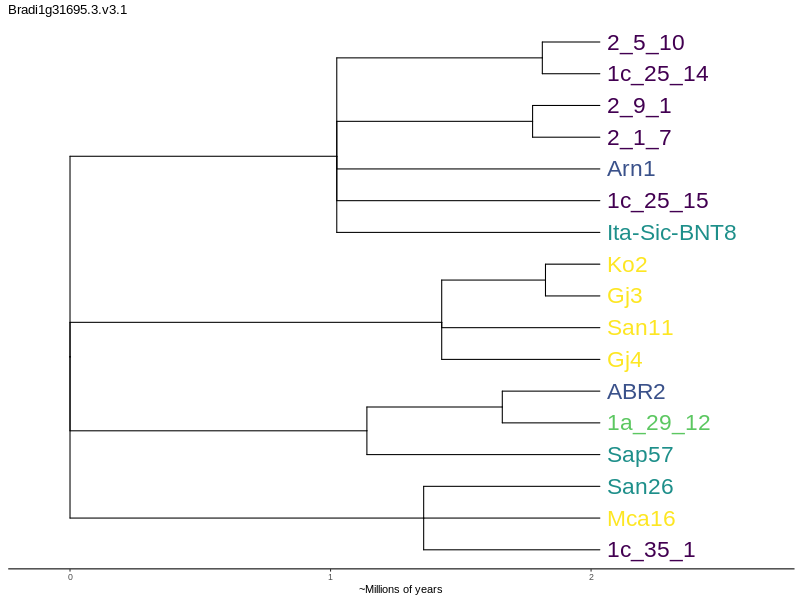 Bradi1g31695.3.v3.1
2_5_10
1c_25_14
2_9_1
2_1_7
Arn1
1c_25_15
Ita-Sic-BNT8
Ko2
Gj3
San11
Gj4
ABR2
1a_29_12
Sap57
San26
Mca16
1c_35_1
0 1 2
~Millions of years